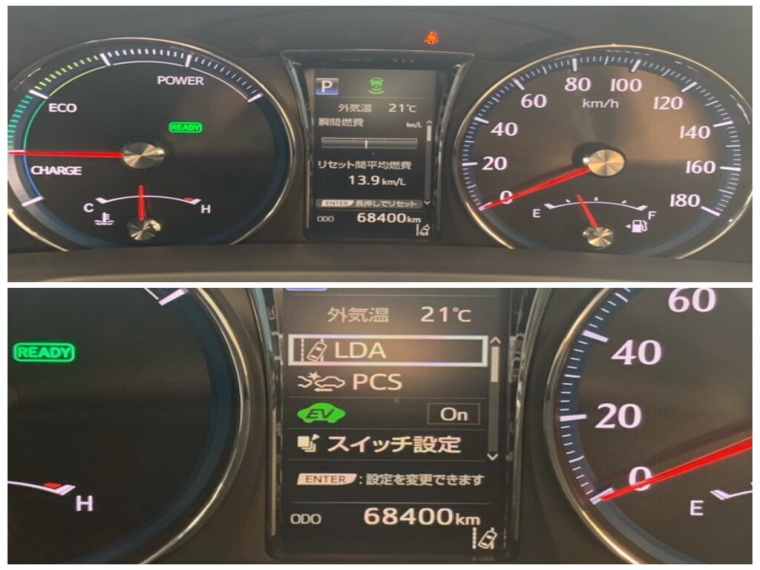 POWER
ECO
READY
CHARGE
C
H
P
外気温 21℃
瞬間燃費 km/L
リセット間平均燃費
13.9km/L
ENTER 長押しでリセット
ODO 68400km
0
20
40
60
80
100
120
140
160
180
km/h
E
F
READY
H
外気温 21℃
LDA
PCS
EV On
スイッチ設定
ENTER :設定を変更できます
ODO 68400km
60
40
20
0
E